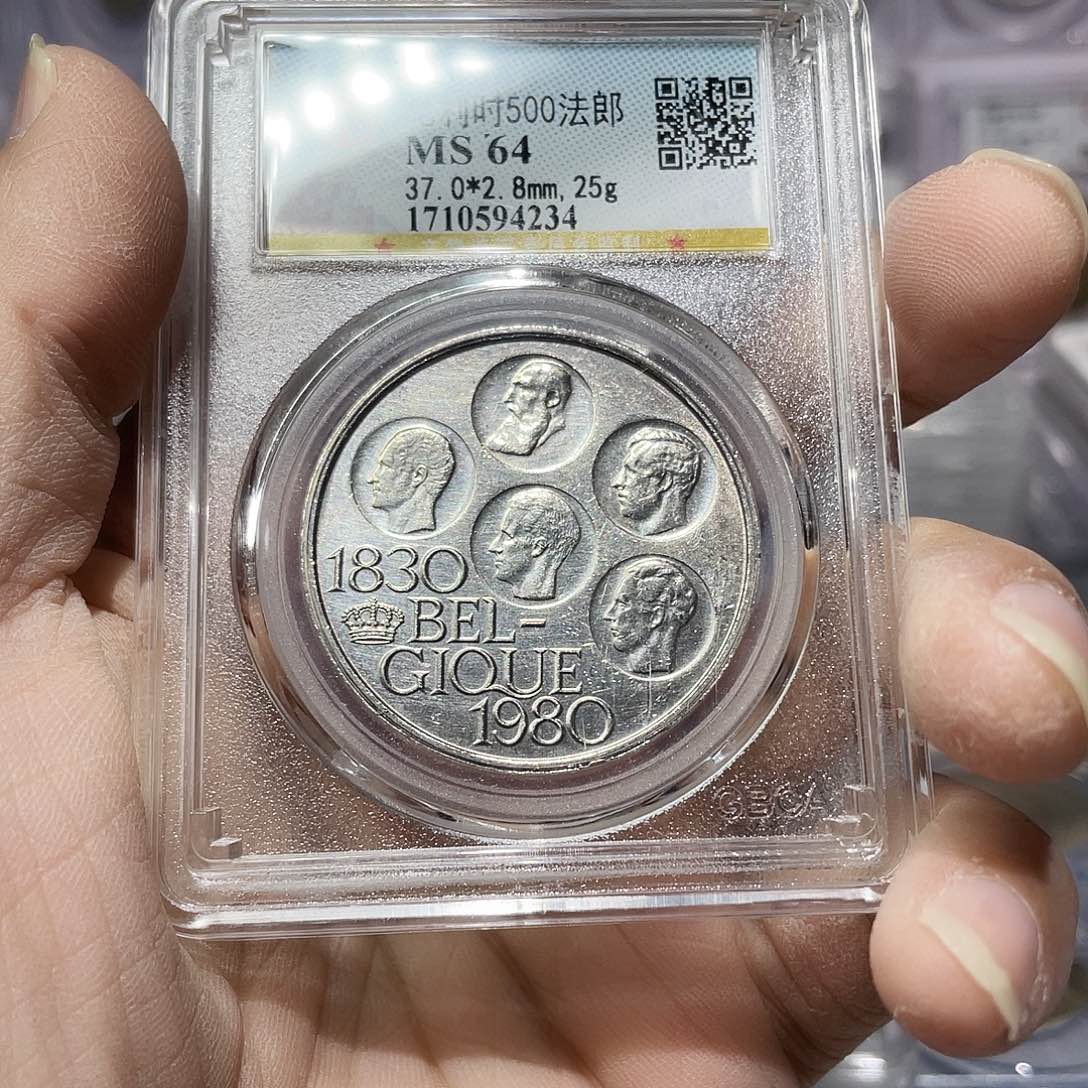 时500法郎
MS 64
37.0*2.8mm, 25g
1710594234
1830
BEL-
GIQUE
1980
GBCA